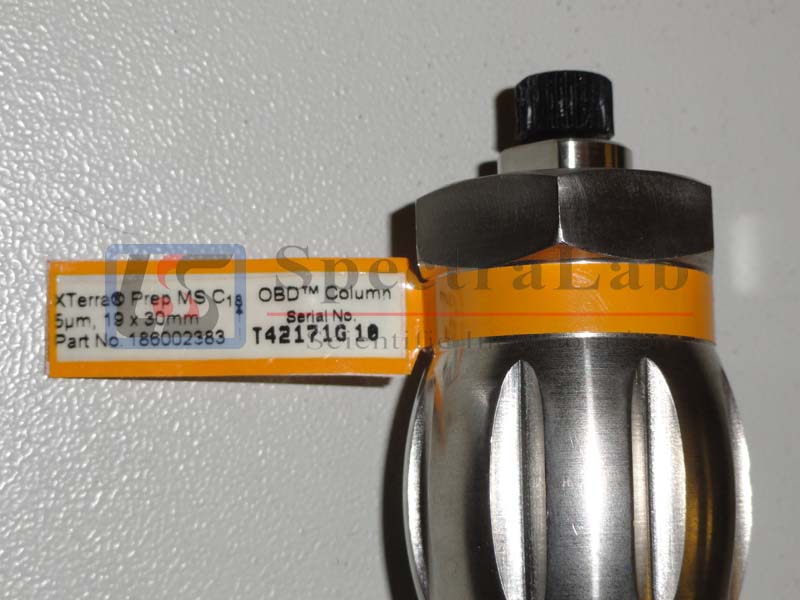 XTerra® Prep MS C18 OBD™ Column
5µm, 19 x 30mm
Serial No.
Part No. 186002383
T42171G 10
SpectraLab
Scientific